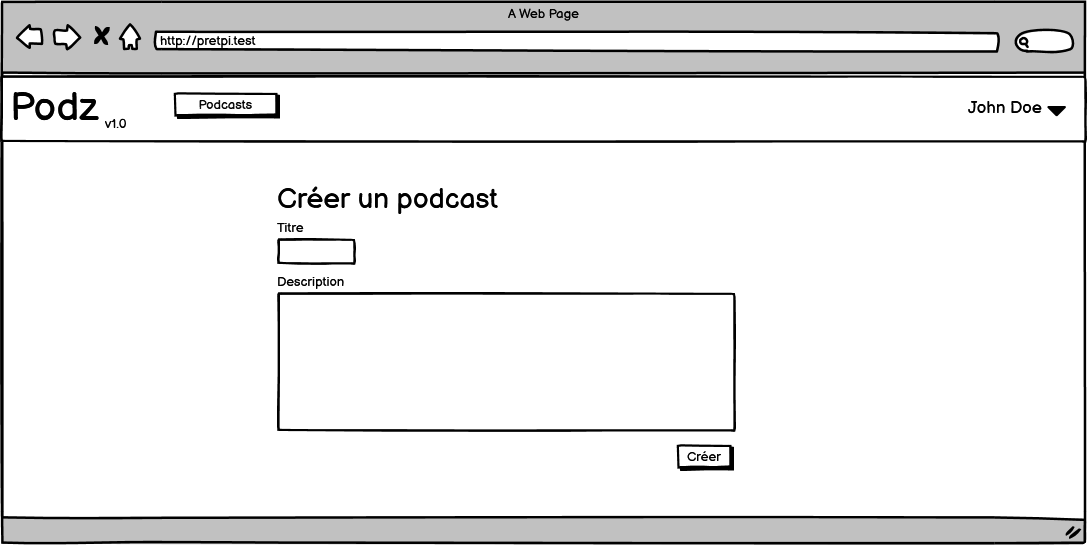 A Web Page
http://pretpi.test
Podz v1.0
Podcasts
John Doe
Créer un podcast
Titre
Description
Créer